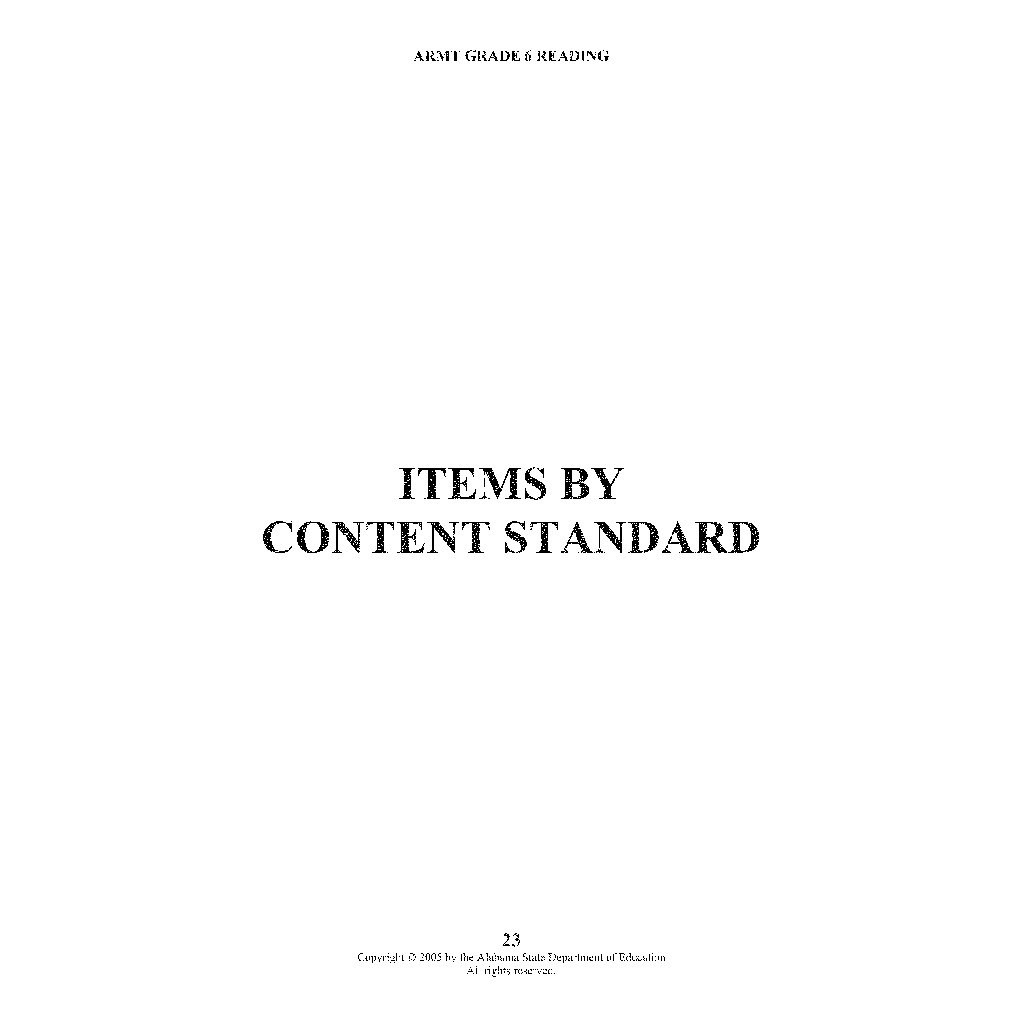 ARMT GRADE 6 READING
ITEMS BY
CONTENT STANDARD
23
Copyright © 2005 by the Alabama State Department of Education
All rights reserved.